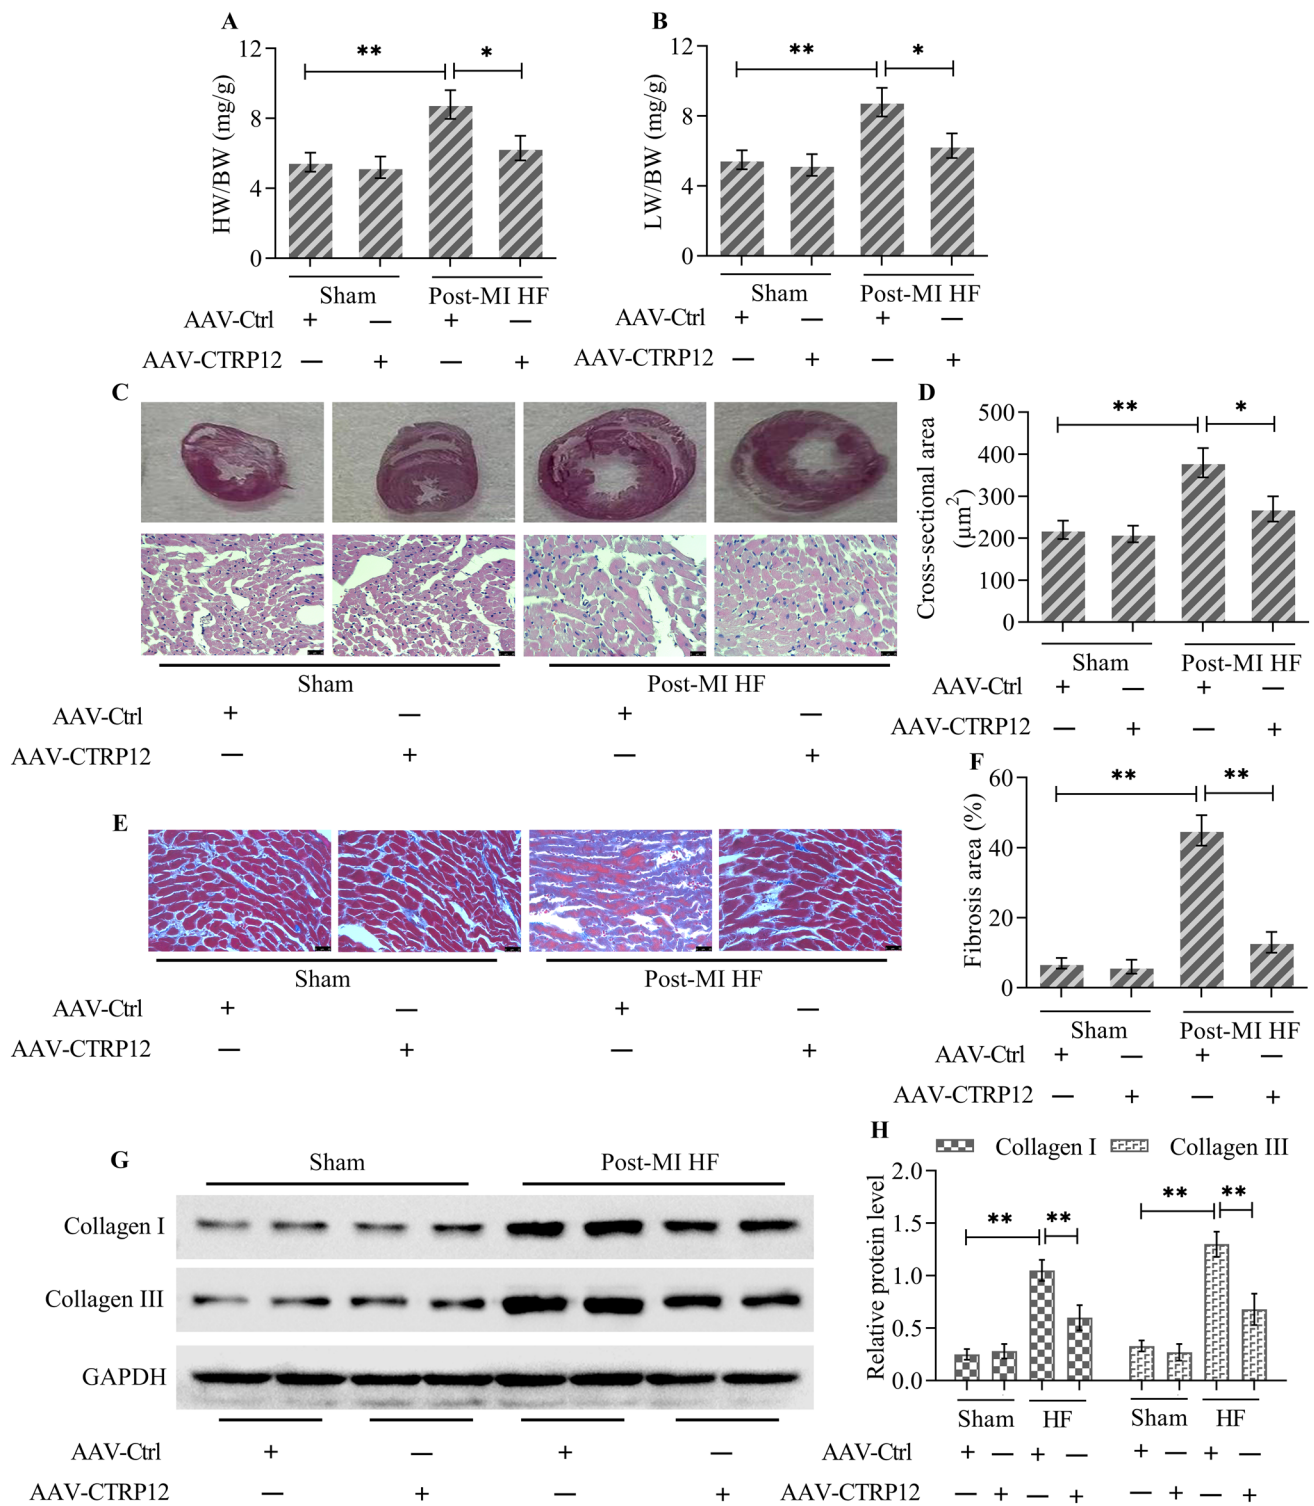 A
HW/BW (mg/g)
12
8
4
0
**
*
Sham
Post-MI HF
AAV-Ctrl + — + —
AAV-CTRP12 — + — +
B
LW/BW (mg/g)
12
8
4
0
**
*
Sham
Post-MI HF
AAV-Ctrl + — + —
AAV-CTRP12 — + — +
C
Sham
Post-MI HF
AAV-Ctrl + — + —
AAV-CTRP12 — + — +
D
Cross-sectional area
(μm²)
500
400
300
200
100
0
**
*
Sham
Post-MI HF
AAV-Ctrl + — + —
AAV-CTRP12 — + — +
E
Sham
Post-MI HF
AAV-Ctrl + — + —
AAV-CTRP12 — + — +
F
Fibrosis area (%)
60
40
20
0
**
**
Sham
Post-MI HF
AAV-Ctrl + — + —
AAV-CTRP12 — + — +
G
Sham
Post-MI HF
Collagen I
Collagen III
GAPDH
AAV-Ctrl + — + —
AAV-CTRP12 — + — +
H
Collagen I
Collagen III
Relative protein level
2.0
1.5
1.0
0.5
0.0
**
**
**
**
Sham
HF
Sham
HF
AAV-Ctrl + — + — + — + —
AAV-CTRP12 — + — + — + — +